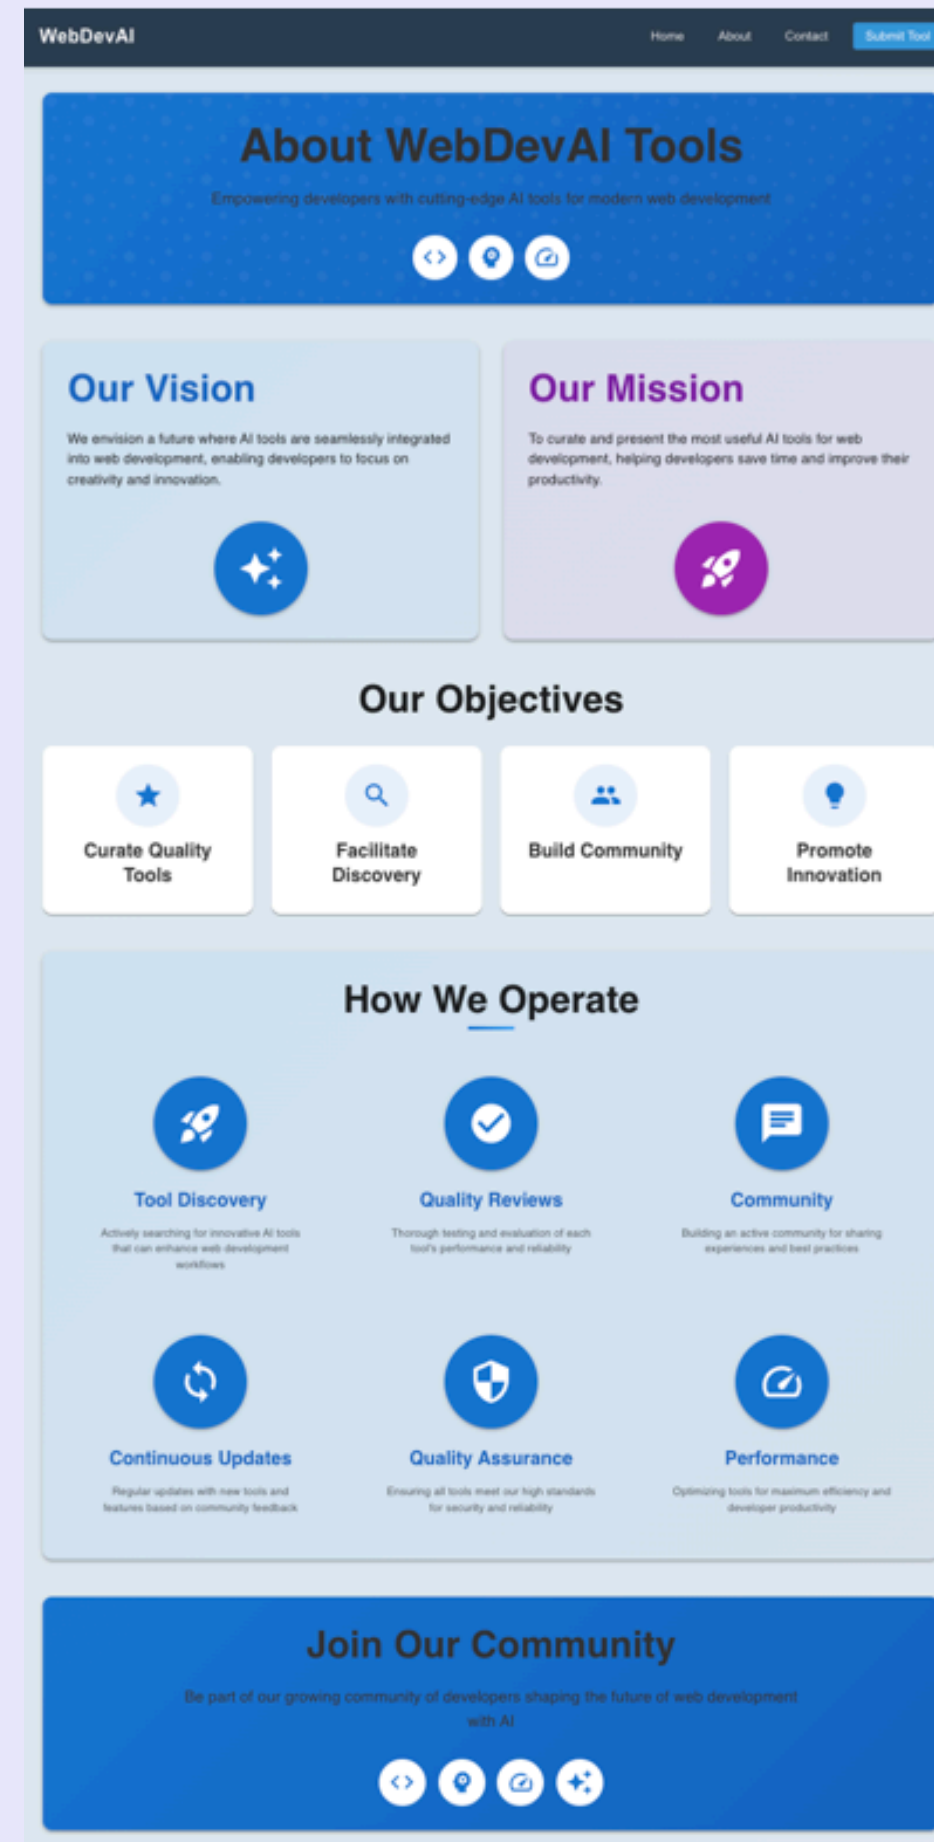 WebDevAI
Home About Contact Submit Tool
About WebDevAI Tools
Empowering developers with cutting-edge AI tools for modern web development
Our Vision
We envision a future where AI tools are seamlessly integrated
into web development, enabling developers to focus on
creativity and innovation.
Our Mission
To curate and present the most useful AI tools for web
development, helping developers save time and improve their
productivity.
Our Objectives
Curate Quality
Tools
Facilitate
Discovery
Build Community
Promote
Innovation
How We Operate
Tool Discovery
Actively searching for innovative AI tools
that can enhance web development
workflows
Quality Reviews
Thorough testing and evaluation of each
tool's performance and reliability
Community
Building an active community for sharing
experiences and best practices
Continuous Updates
Regular updates with new tools and
features based on community feedback
Quality Assurance
Ensuring all tools meet our high standards
for security and reliability
Performance
Optimizing tools for maximum efficiency and
developer productivity
Join Our Community
Be part of our growing community of developers shaping the future of web development
with AI